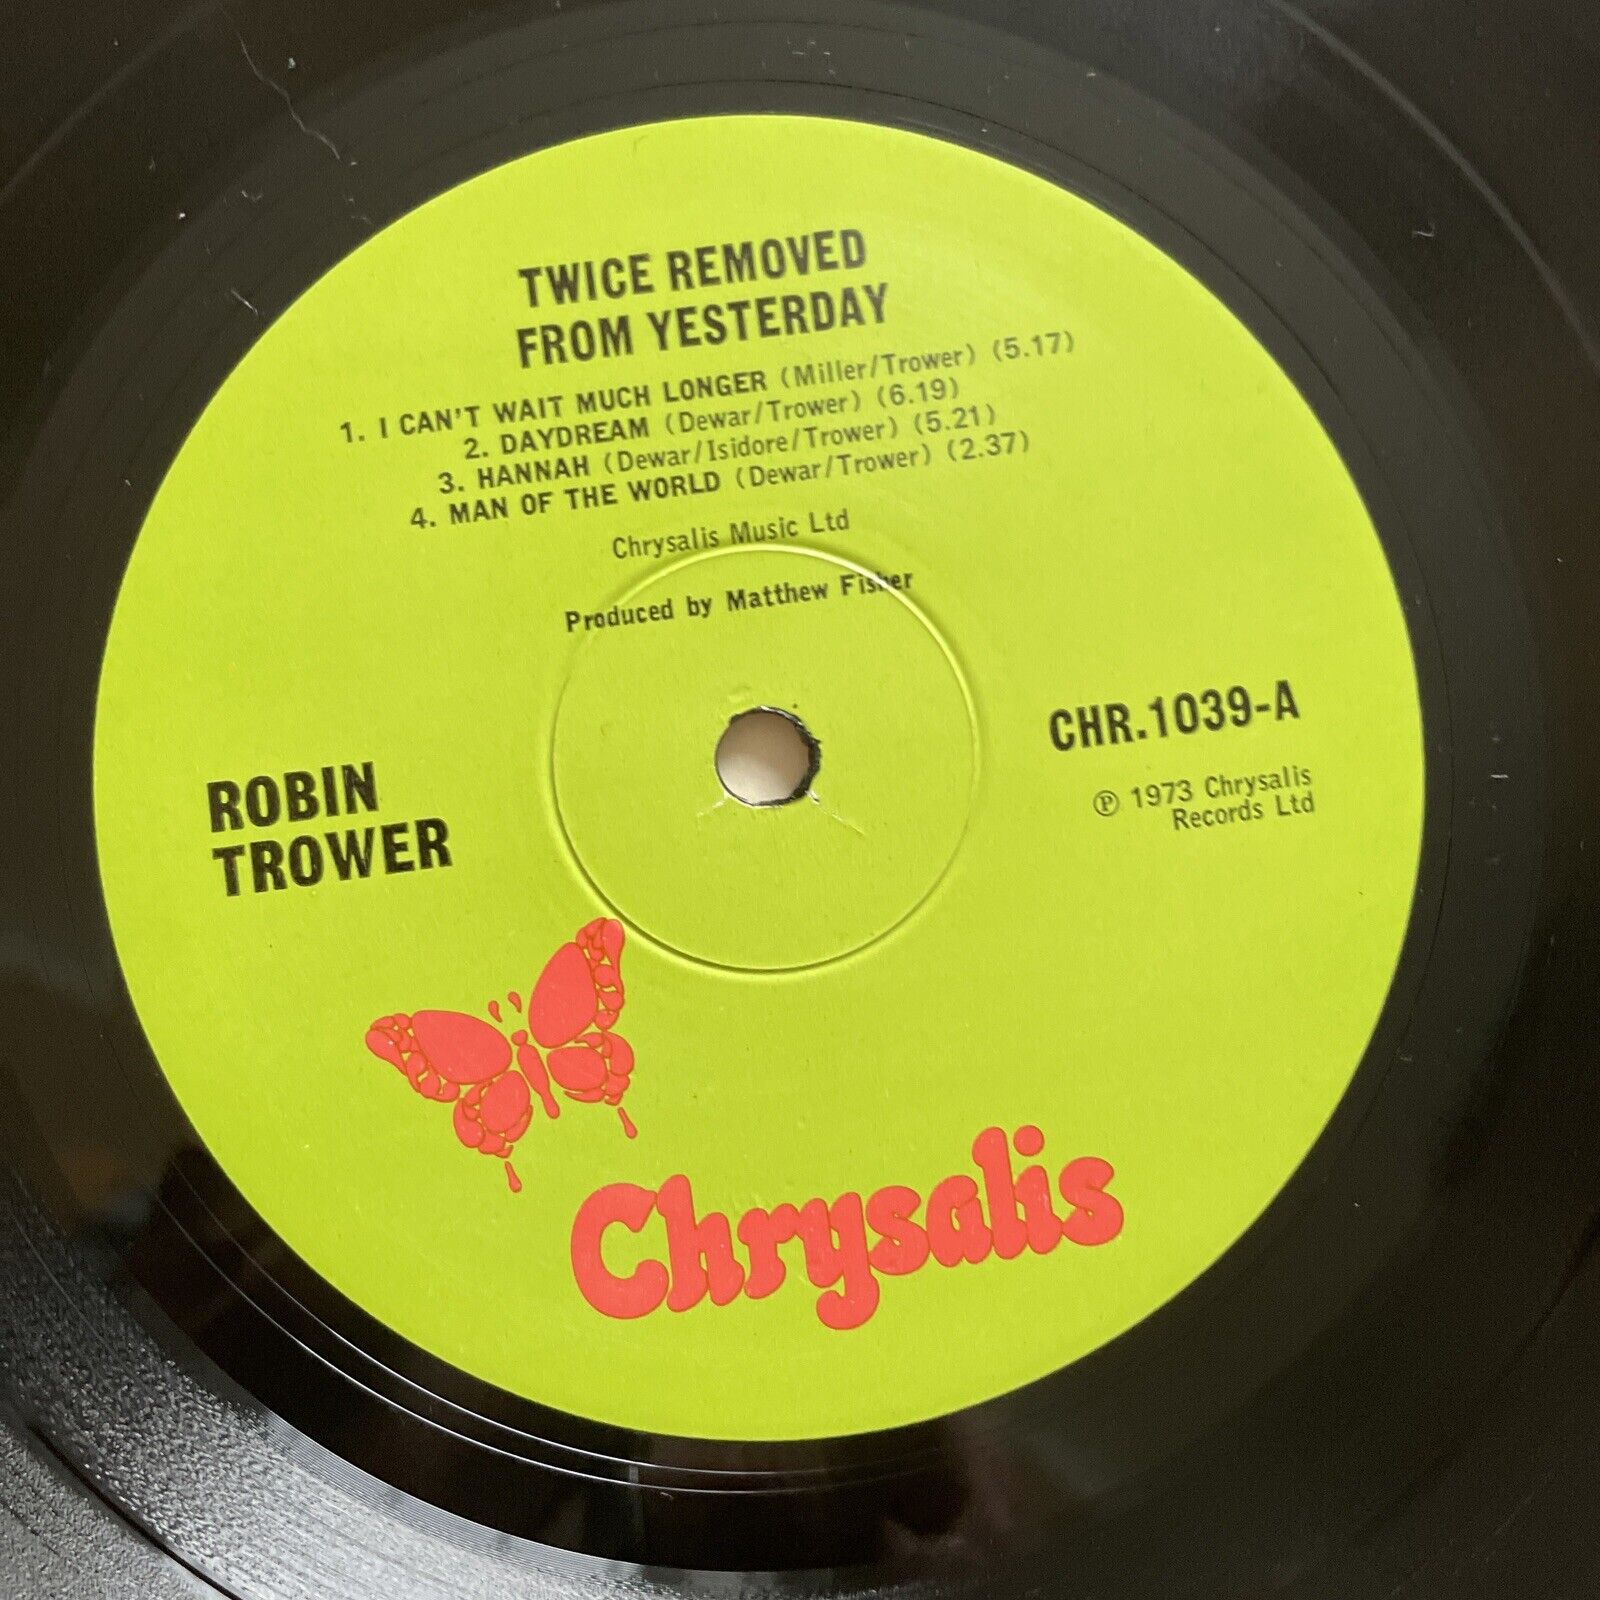 TWICE REMOVED
FROM YESTERDAY
1. I CAN'T WAIT MUCH LONGER (Miller/Trower) (5.17)
2. DAYDREAM (Dewar/Trower) (6.19)
3. HANNAH (Dewar/Isidore/Trower) (5.21)
4. MAN OF THE WORLD (Dewar/Trower) (2.37)
Chrysalis Music Ltd
Produced by Matthew Fisher
ROBIN
TROWER
CHR.1039-A
℗ 1973 Chrysalis
Records Ltd
Chrysalis